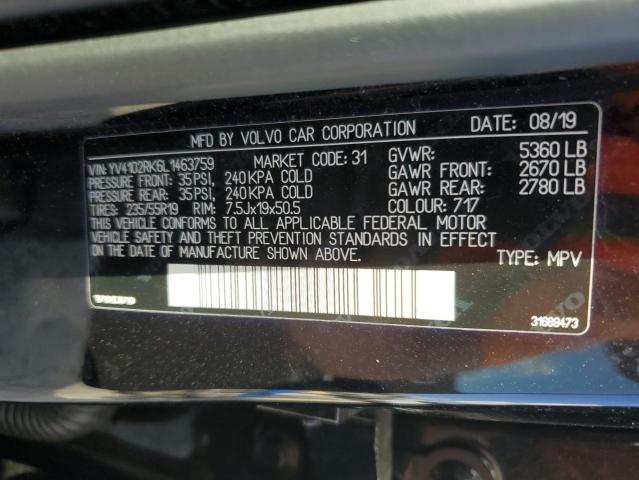 MFD BY VOLVO CAR CORPORATION DATE: 08/19
VIN: YV4102RK6L1463759 MARKET CODE: 31 GVWR: 5360 LB
PRESSURE FRONT: 35PSI, 240KPA COLD GAWR FRONT: 2670 LB
PRESSURE REAR: 35PSI, 240KPA COLD GAWR REAR: 2780 LB
TIRES: 235/55R19 RIM: 7.5Jx19x50.5 COLOUR: 717
THIS VEHICLE CONFORMS TO ALL APPLICABLE FEDERAL MOTOR
VEHICLE SAFETY AND THEFT PREVENTION STANDARDS IN EFFECT
ON DATE OF MANUFACTURE SHOWN ABOVE. TYPE: MPV
VOLVO 31689473